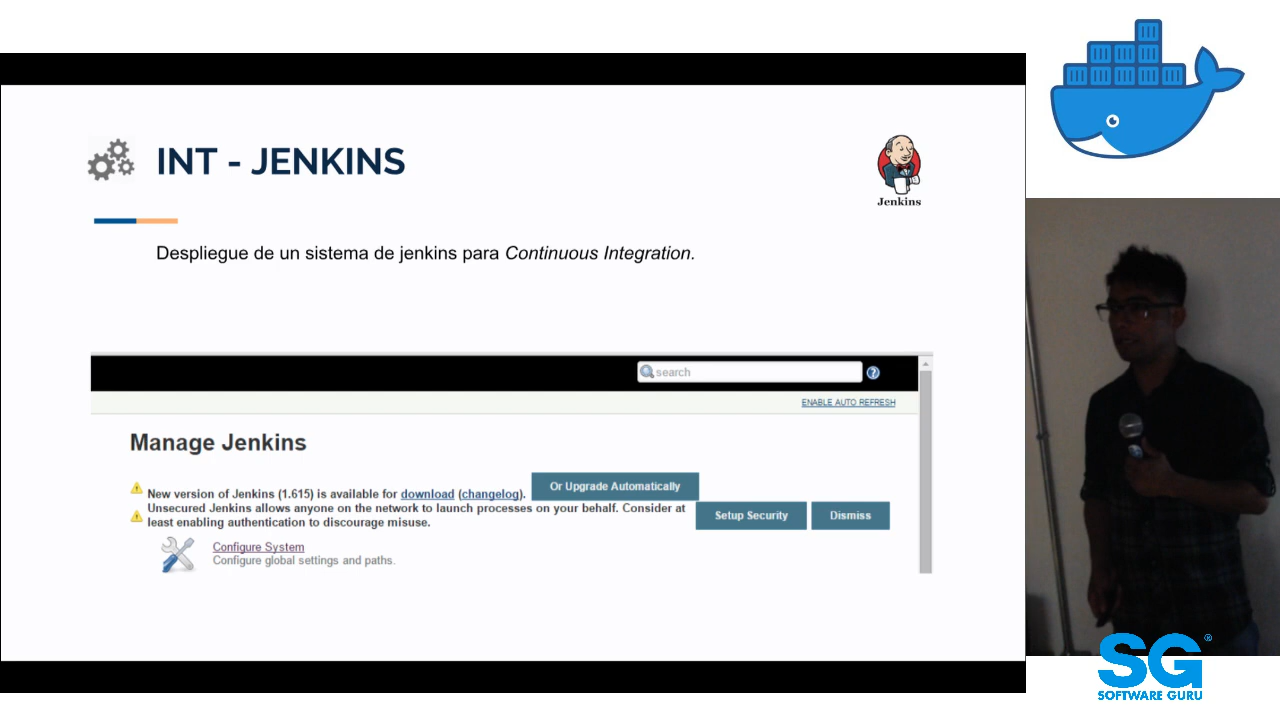 INT - JENKINS
Jenkins
Despliegue de un sistema de jenkins para Continuous Integration.
search
?
ENABLE AUTO REFRESH
Manage Jenkins
New version of Jenkins (1.615) is available for download (changelog).
Or Upgrade Automatically
Unsecured Jenkins allows anyone on the network to launch processes on your behalf. Consider at
least enabling authentication to discourage misuse.
Setup Security
Dismiss
Configure System
Configure global settings and paths.
SG®
SOFTWARE GURU